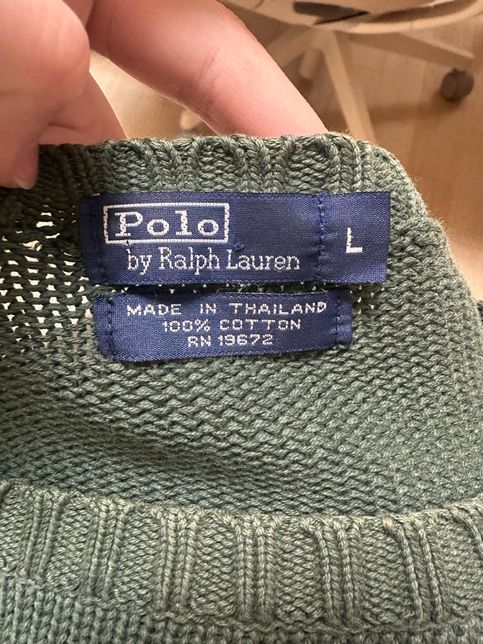 Polo
by Ralph Lauren
L
MADE IN THAILAND
100% COTTON
RN 19672